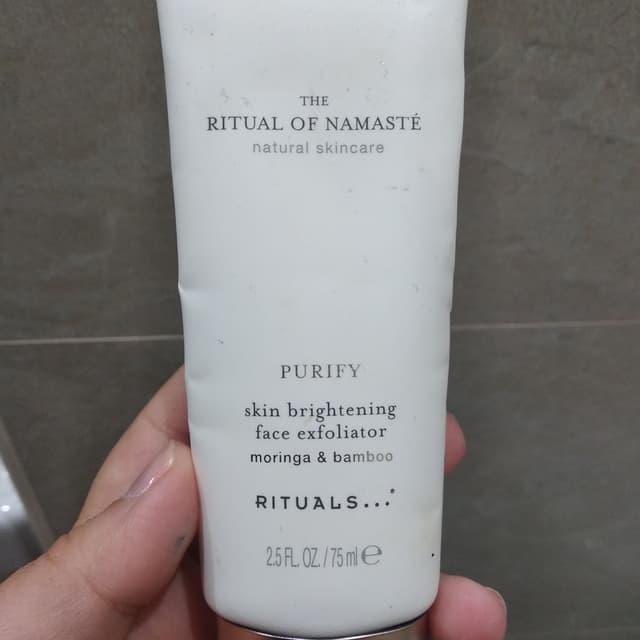 THE
RITUAL OF NAMASTÉ
natural skincare
PURIFY
skin brightening
face exfoliator
moringa & bamboo
RITUALS...®
2.5 FL. OZ. / 75 ml ℮